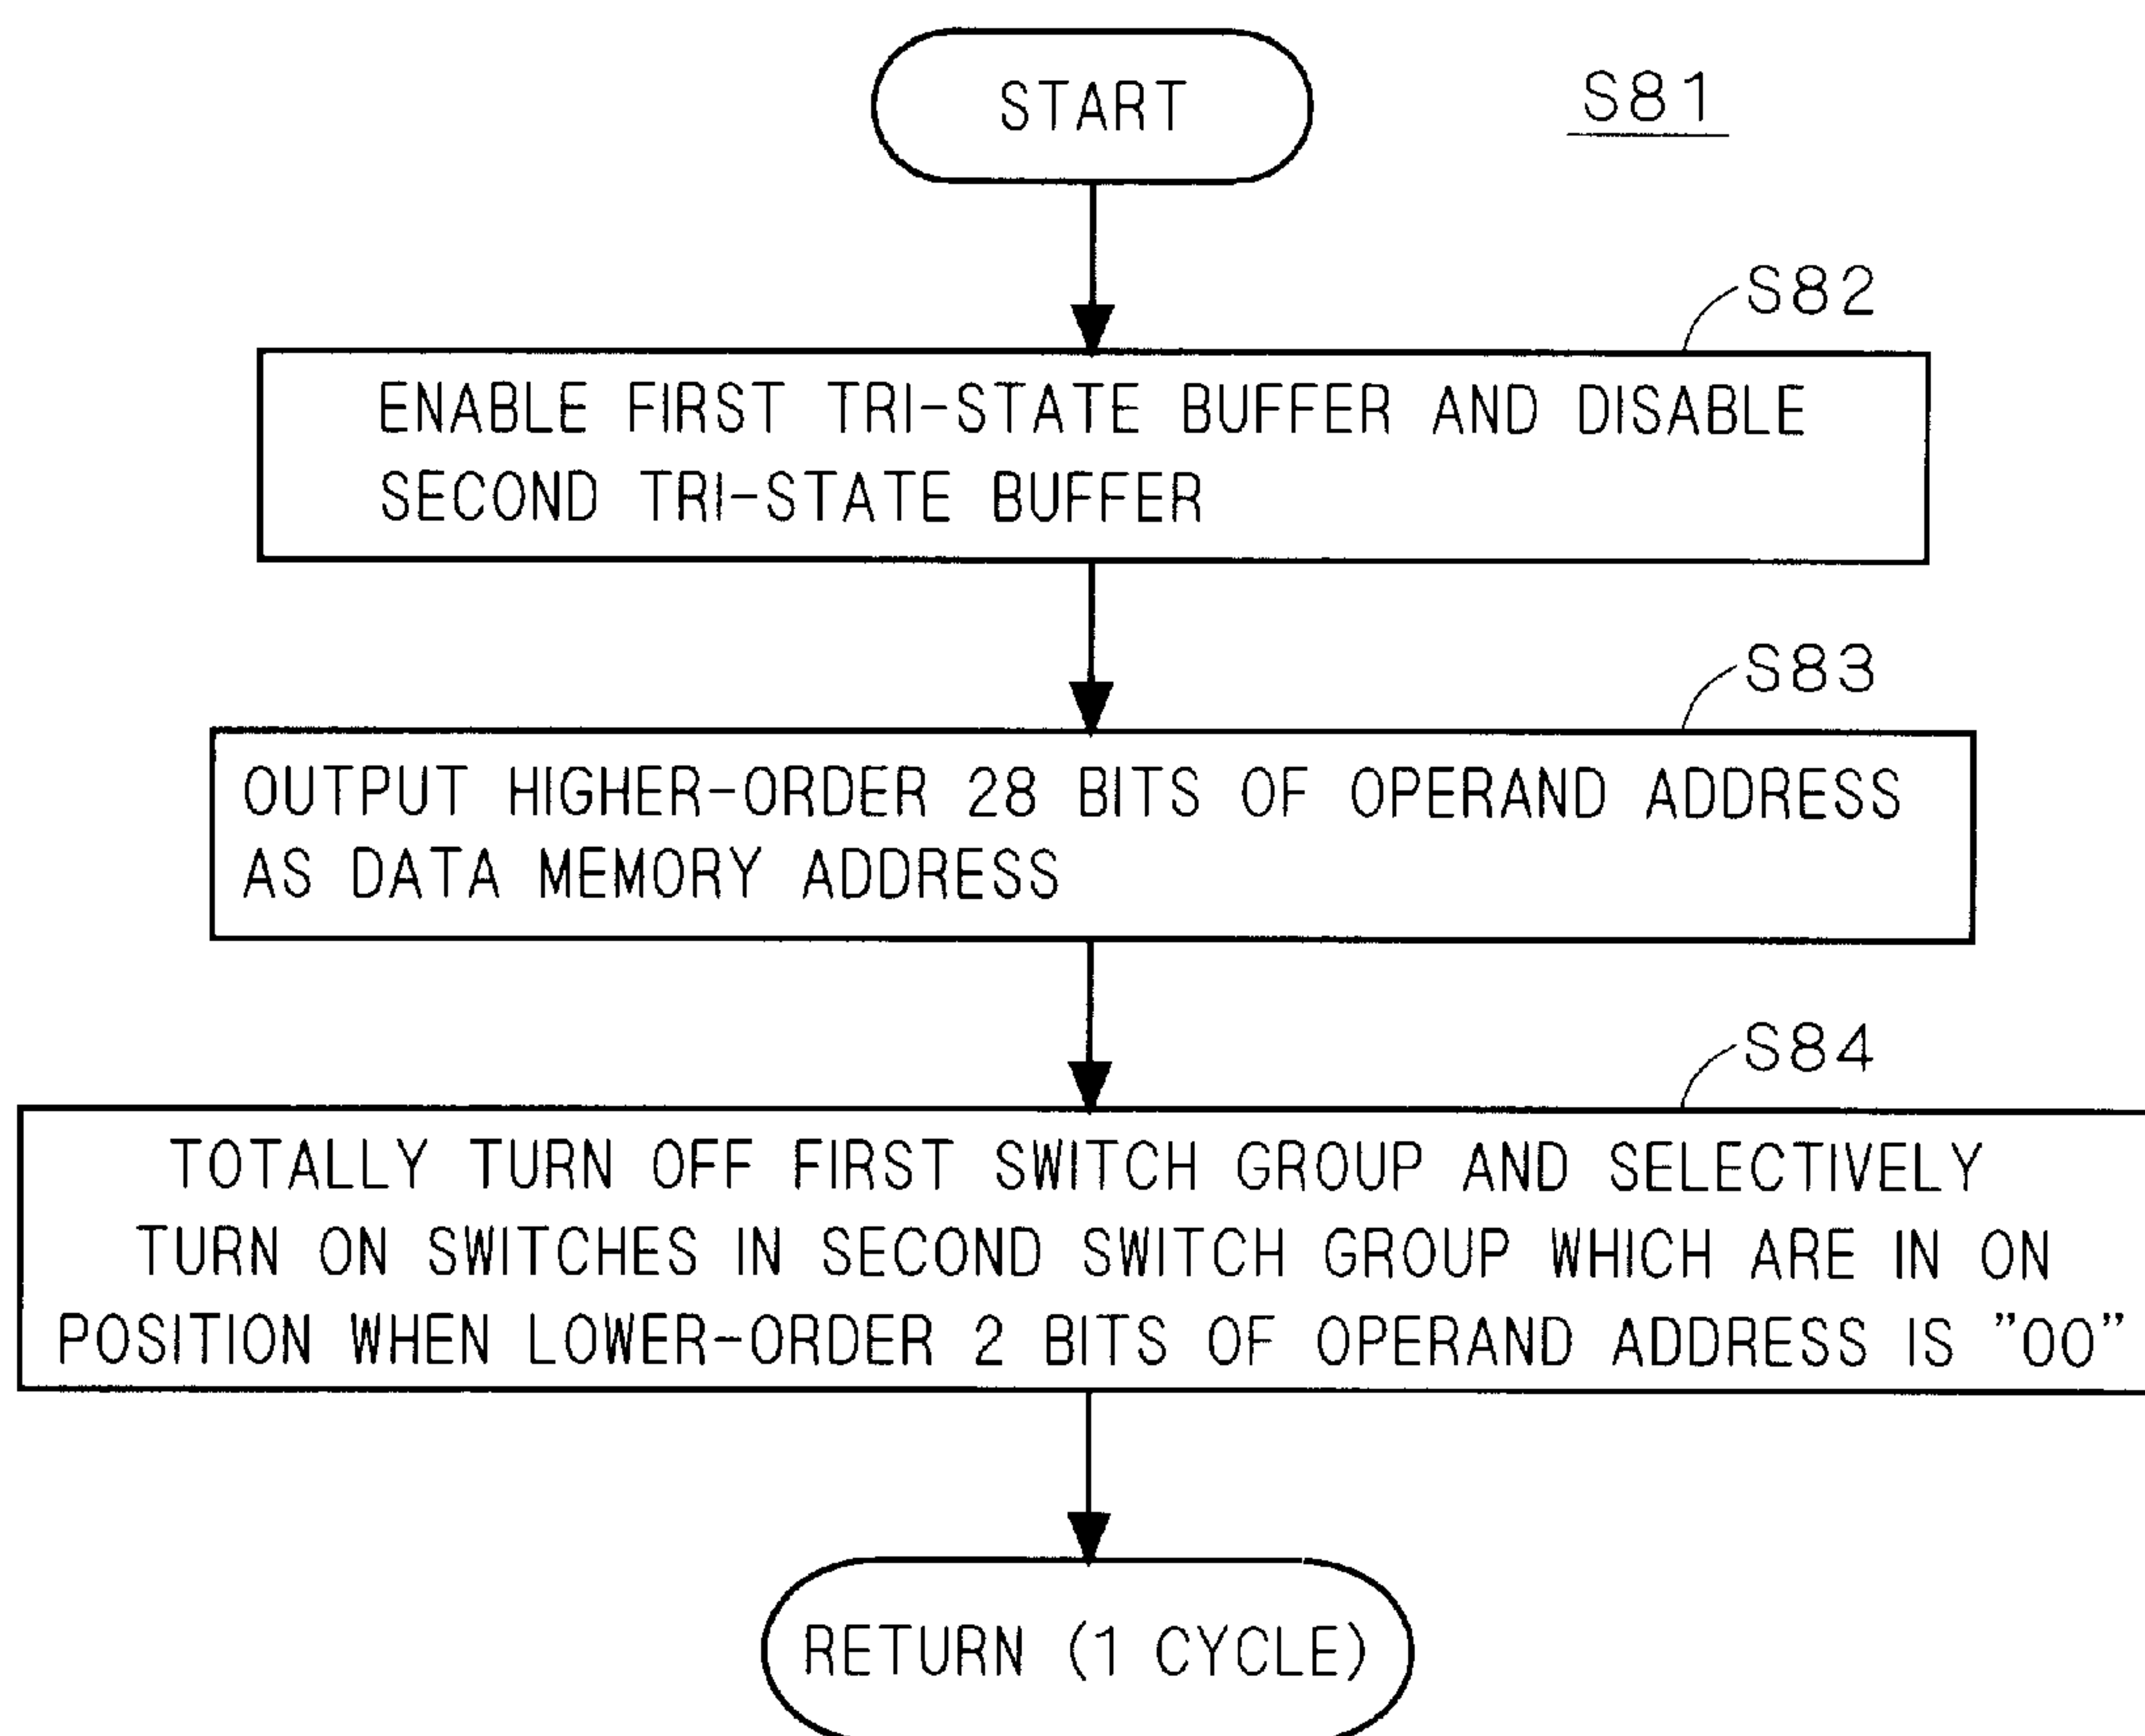 START
S81
S82
ENABLE FIRST TRI-STATE BUFFER AND DISABLE
SECOND TRI-STATE BUFFER
S83
OUTPUT HIGHER-ORDER 28 BITS OF OPERAND ADDRESS
AS DATA MEMORY ADDRESS
S84
TOTALLY TURN OFF FIRST SWITCH GROUP AND SELECTIVELY
TURN ON SWITCHES IN SECOND SWITCH GROUP WHICH ARE IN ON
POSITION WHEN LOWER-ORDER 2 BITS OF OPERAND ADDRESS IS "00"
RETURN (1 CYCLE)